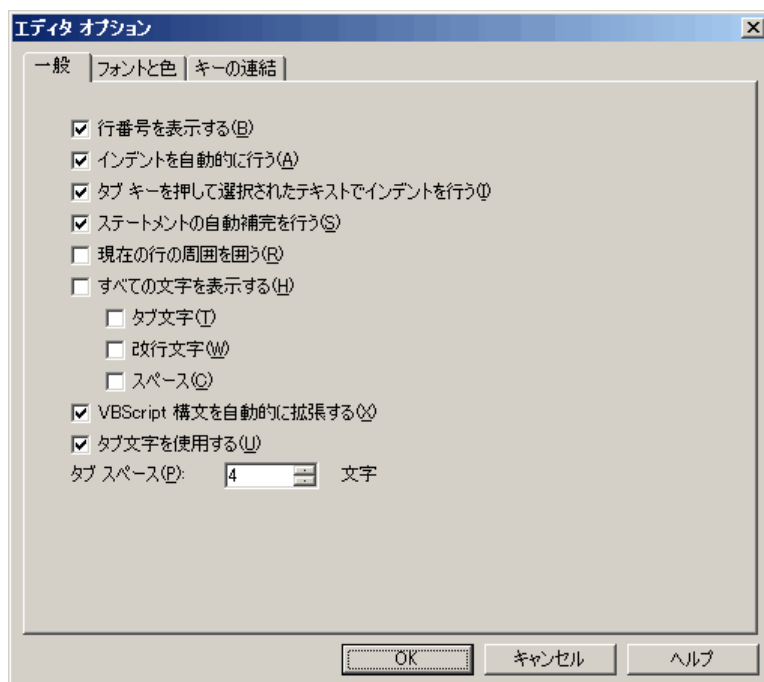 エディタ オプション
一般 フォントと色 キーの連結
行番号を表示する(B)
インデントを自動的に行う(A)
タブ キーを押して選択されたテキストでインデントを行う(I)
ステートメントの自動補完を行う(S)
現在の行の周囲を囲う(R)
すべての文字を表示する(H)
タブ文字(T)
改行文字(W)
スペース(C)
VBScript 構文を自動的に拡張する(X)
タブ文字を使用する(U)
タブ スペース(P): 4 文字
OK キャンセル ヘルプ